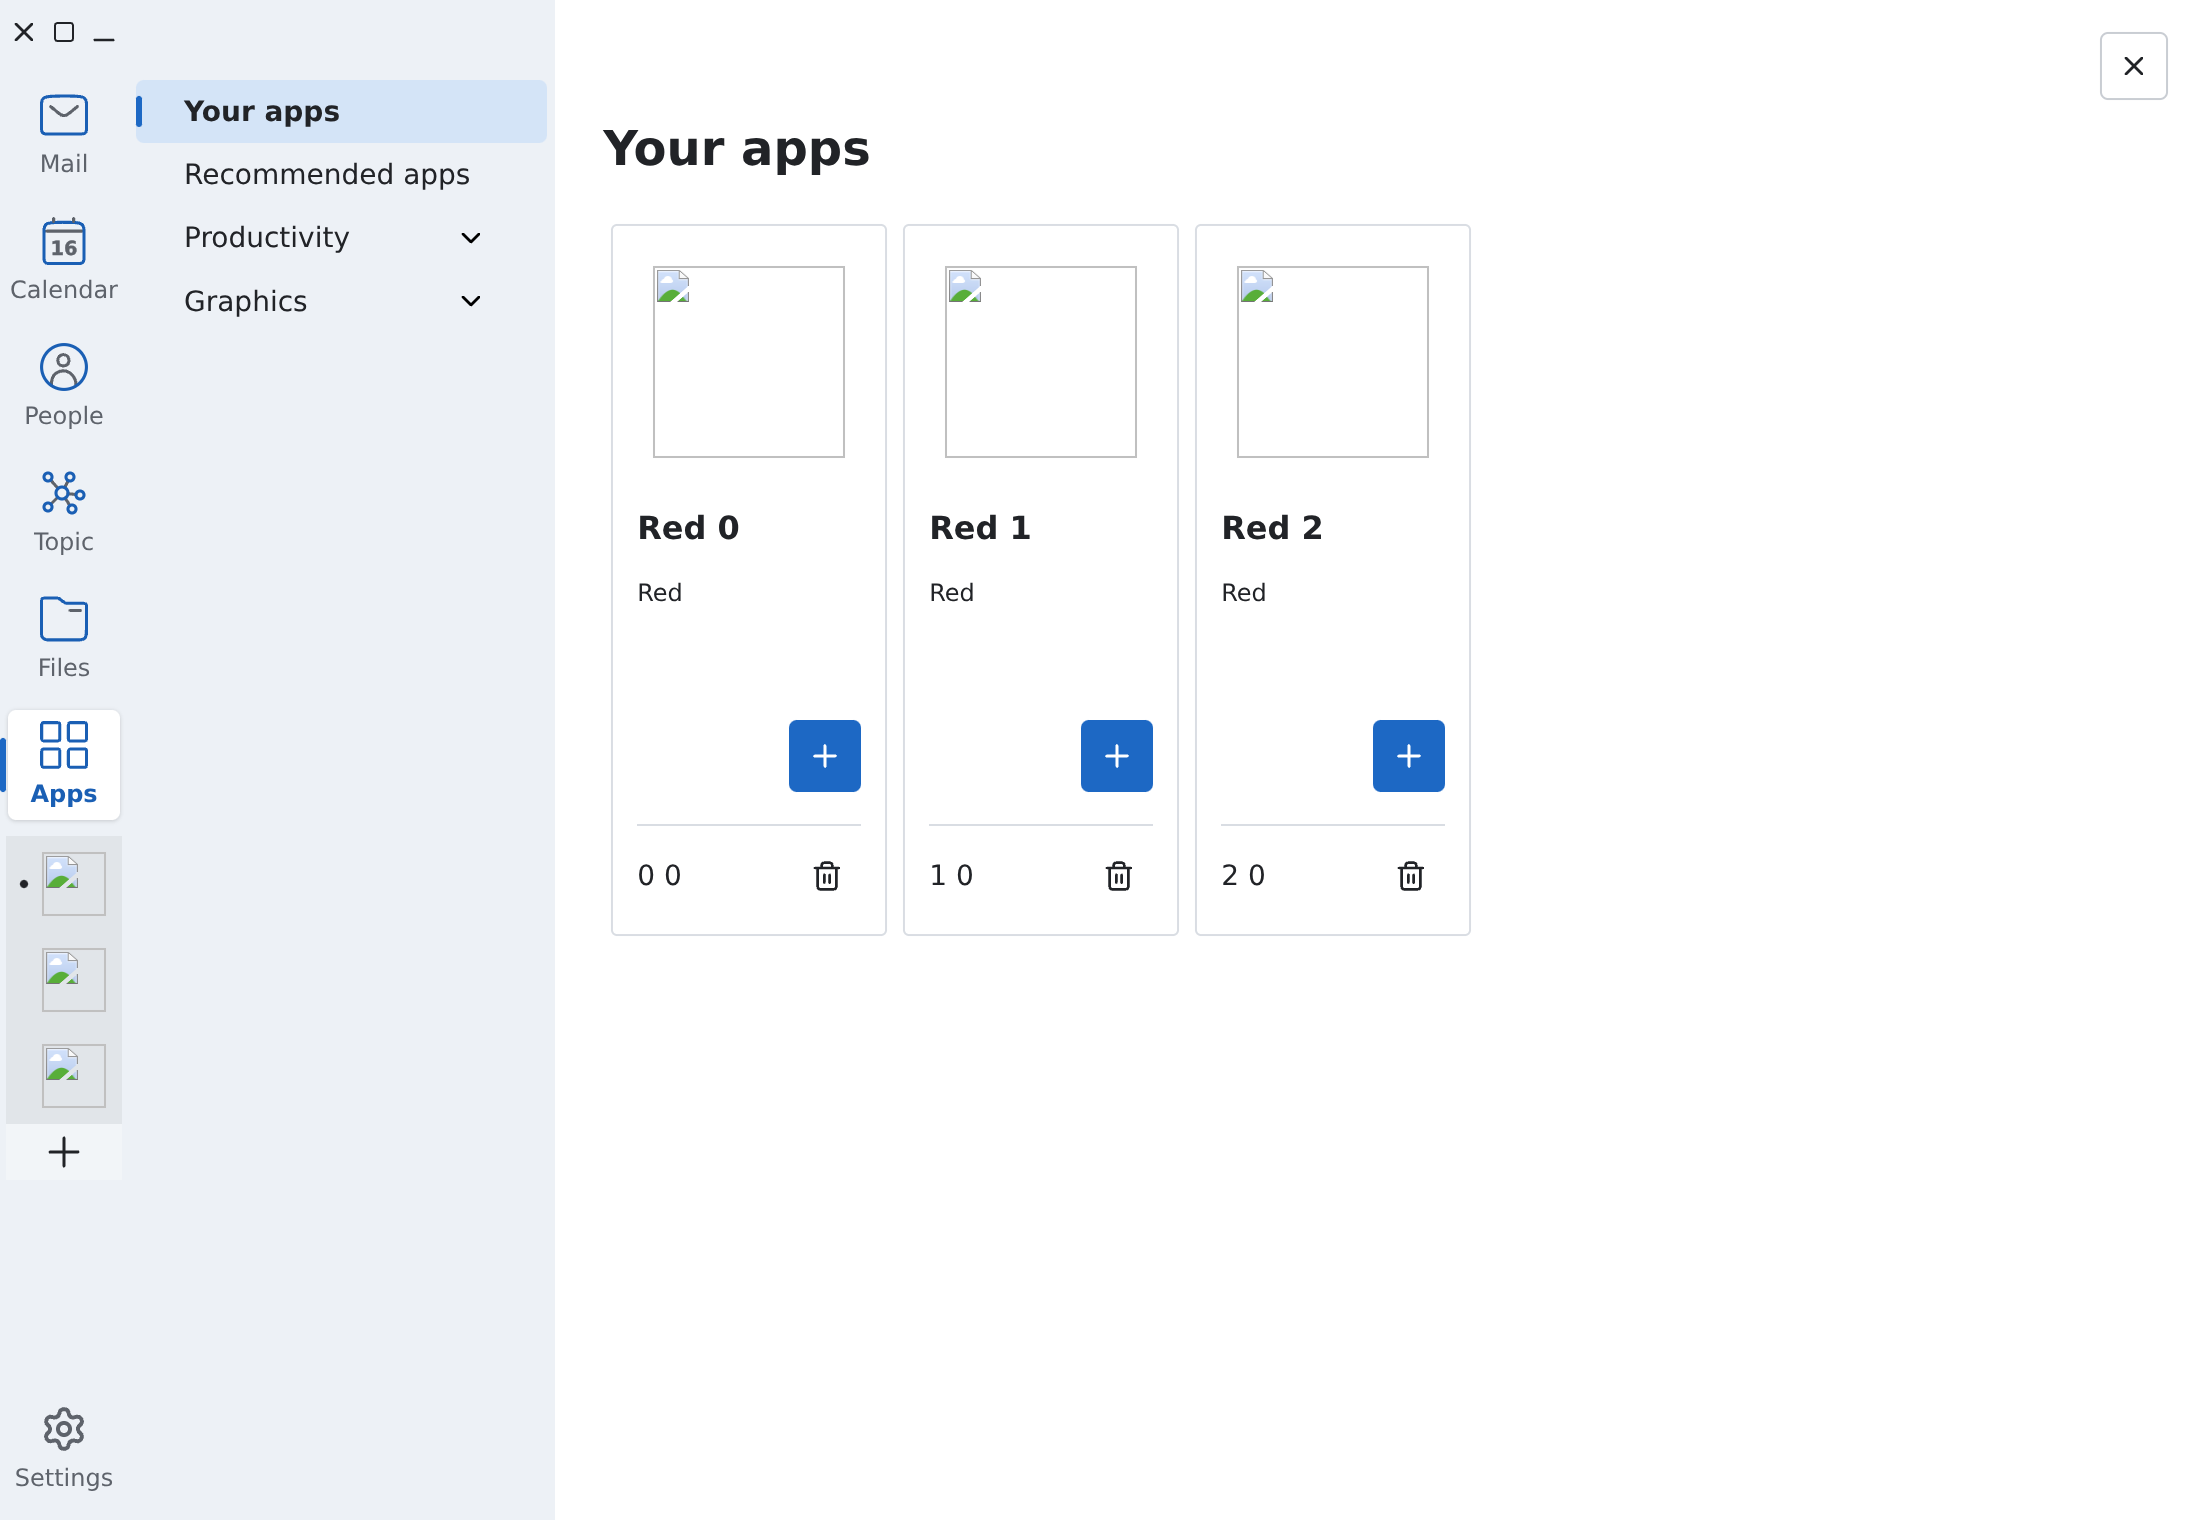 Mail
16
Calendar
People
Topic
Files
Apps
Settings
Your apps
Recommended apps
Productivity
Graphics
Your apps
Red 0
Red
0 0
Red 1
Red
1 0
Red 2
Red
2 0